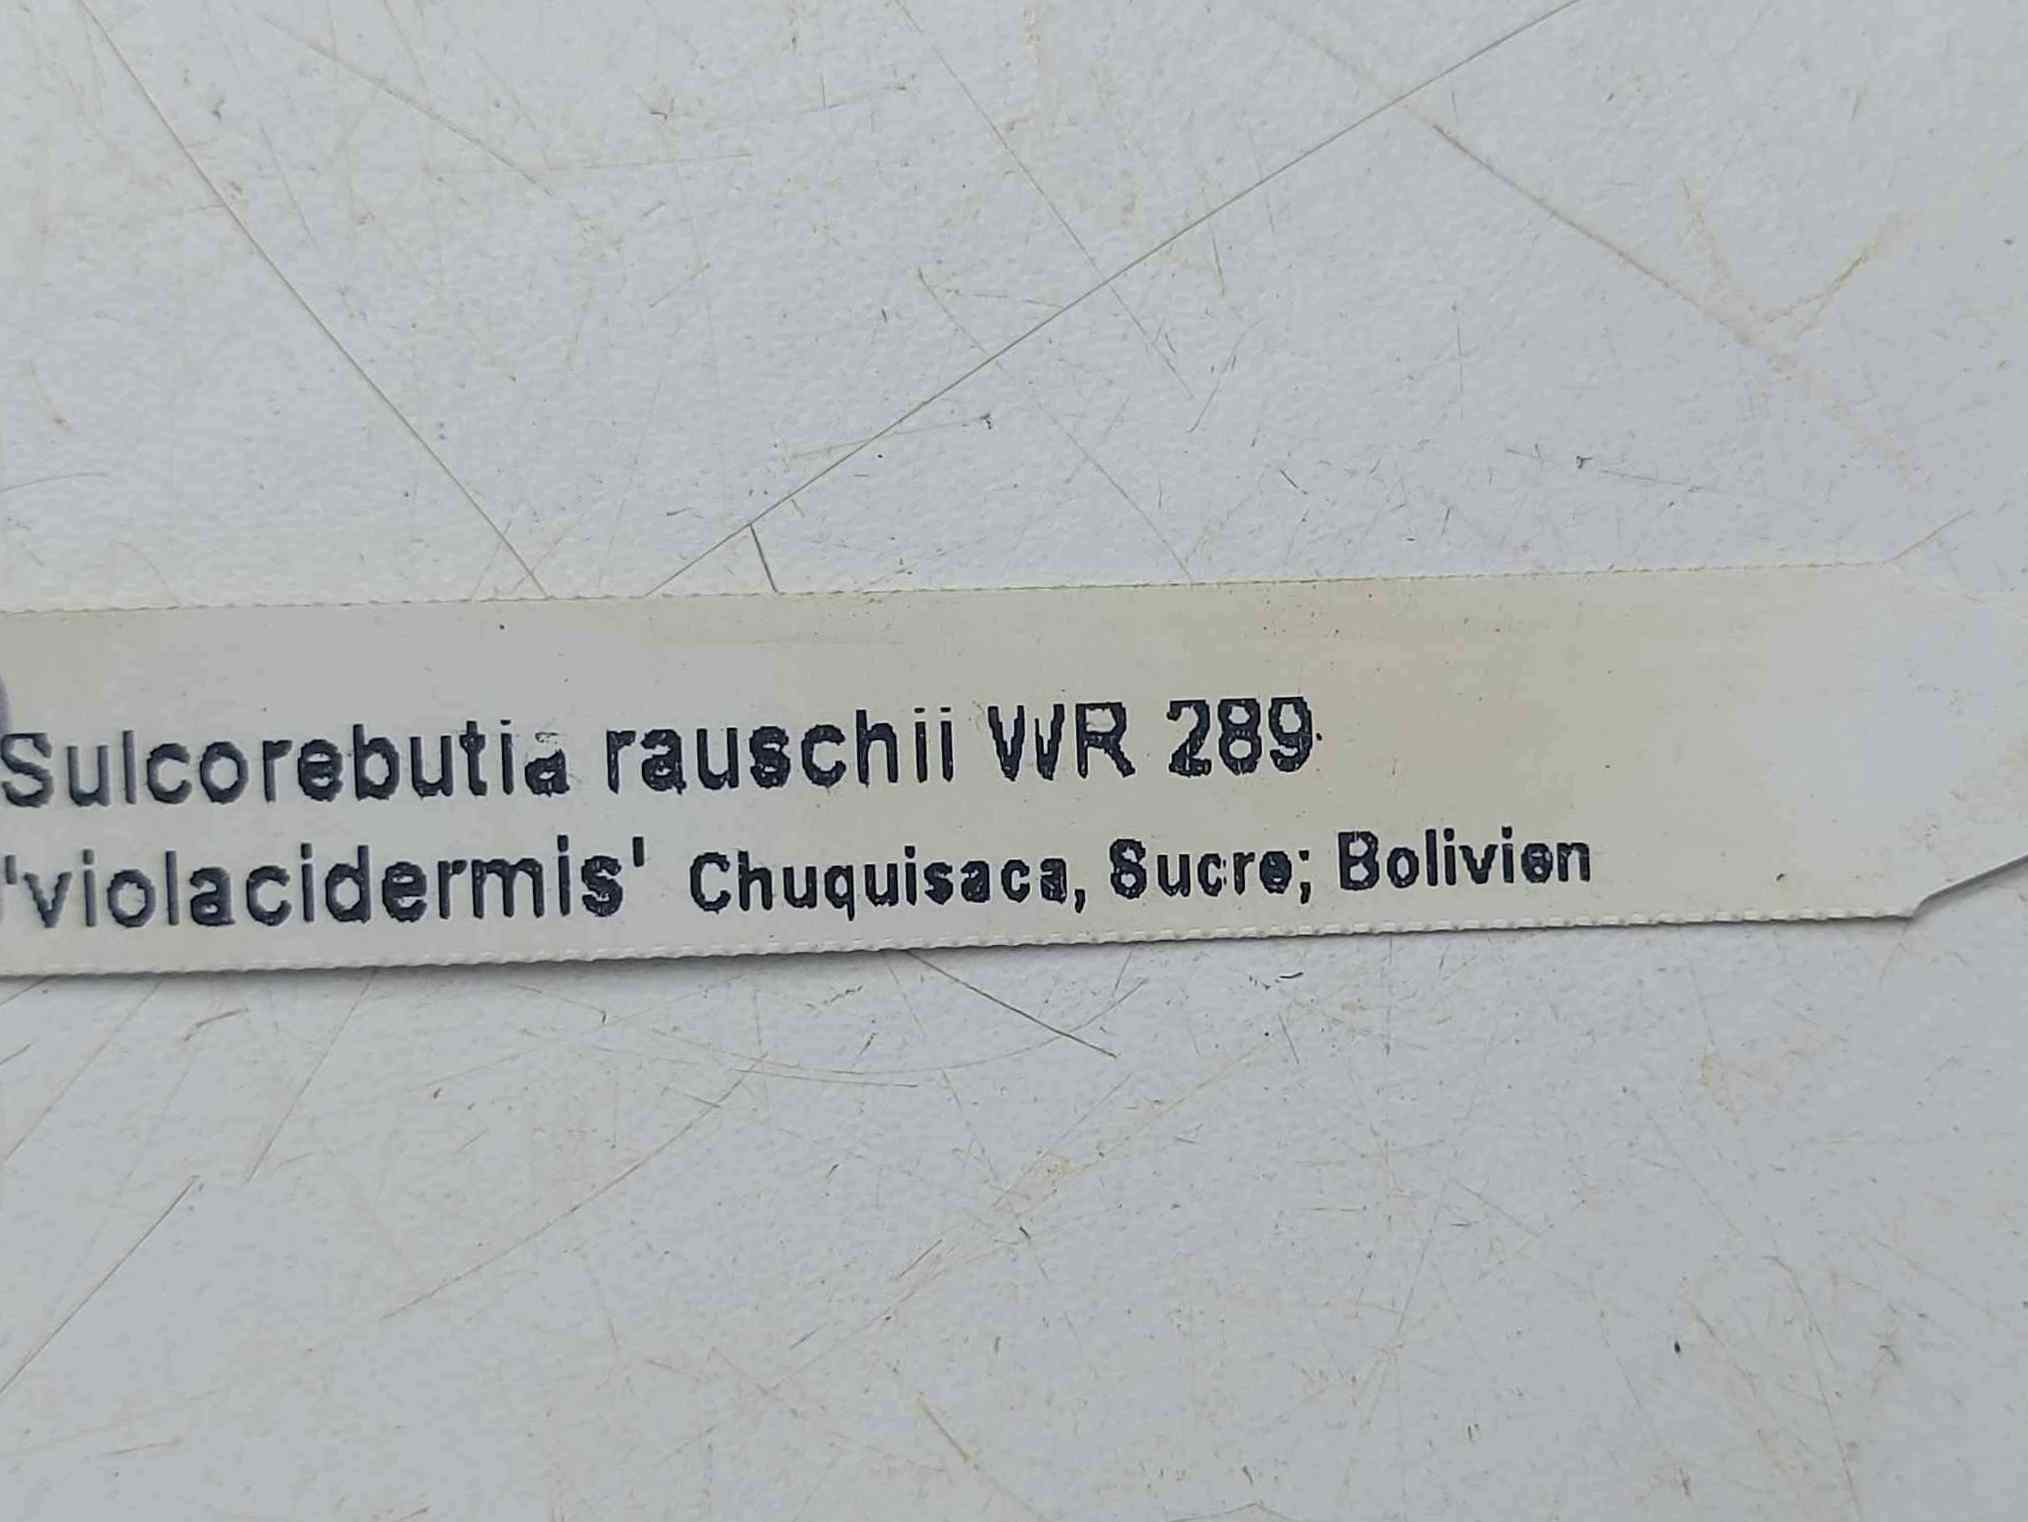 Sulcorebutia rauschii WR 289
'violacidermis' Chuquisaca, Sucre; Bolivien